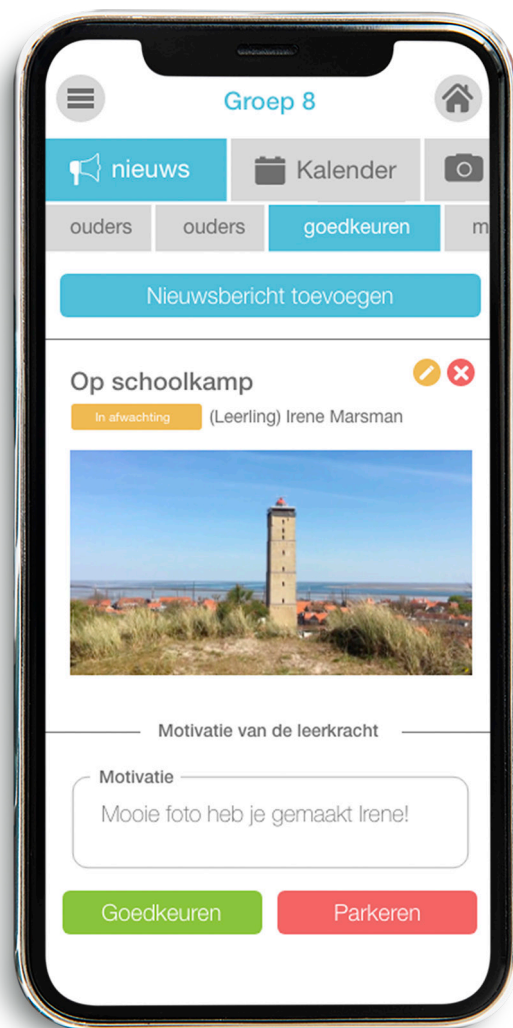 Groep 8
nieuws Kalender
ouders ouders goedkeuren m
Nieuwsbericht toevoegen
Op schoolkamp
In afwachting (Leerling) Irene Marsman
Motivatie van de leerkracht
Motivatie
Mooie foto heb je gemaakt Irene!
Goedkeuren Parkeren